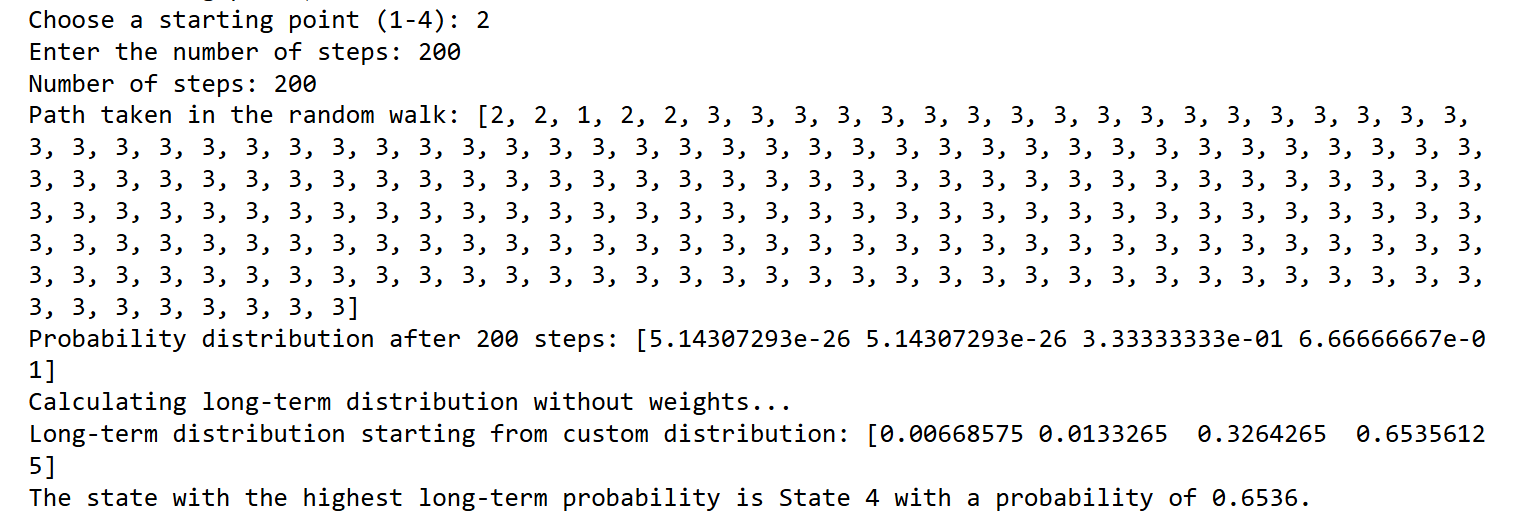 Choose a starting point (1-4): 2
Enter the number of steps: 200
Number of steps: 200
Path taken in the random walk: [2, 2, 1, 2, 2, 3, 3, 3, 3, 3, 3, 3, 3, 3, 3, 3, 3, 3, 3, 3, 3, 3, 3,
3, 3, 3, 3, 3, 3, 3, 3, 3, 3, 3, 3, 3, 3, 3, 3, 3, 3, 3, 3, 3, 3, 3, 3, 3, 3, 3, 3, 3, 3, 3, 3, 3, 3,
3, 3, 3, 3, 3, 3, 3, 3, 3, 3, 3, 3, 3, 3, 3, 3, 3, 3, 3, 3, 3, 3, 3, 3, 3, 3, 3, 3, 3, 3, 3, 3, 3, 3,
3, 3, 3, 3, 3, 3, 3, 3, 3, 3, 3, 3, 3, 3, 3, 3, 3, 3, 3, 3, 3, 3, 3, 3, 3, 3, 3, 3, 3, 3, 3, 3, 3, 3,
3, 3, 3, 3, 3, 3, 3, 3, 3, 3, 3, 3, 3, 3, 3, 3, 3, 3, 3, 3, 3, 3, 3, 3, 3, 3, 3, 3, 3, 3, 3, 3, 3, 3,
3, 3, 3, 3, 3, 3, 3, 3, 3, 3, 3, 3, 3, 3, 3, 3, 3, 3, 3, 3, 3, 3, 3, 3, 3, 3, 3, 3, 3, 3, 3, 3, 3, 3,
3, 3, 3, 3, 3, 3, 3, 3]
Probability distribution after 200 steps: [5.14307293e-26 5.14307293e-26 3.33333333e-01 6.66666667e-0
1]
Calculating long-term distribution without weights...
Long-term distribution starting from custom distribution: [0.00668575 0.0133265  0.3264265  0.6535612
5]
The state with the highest long-term probability is State 4 with a probability of 0.6536.